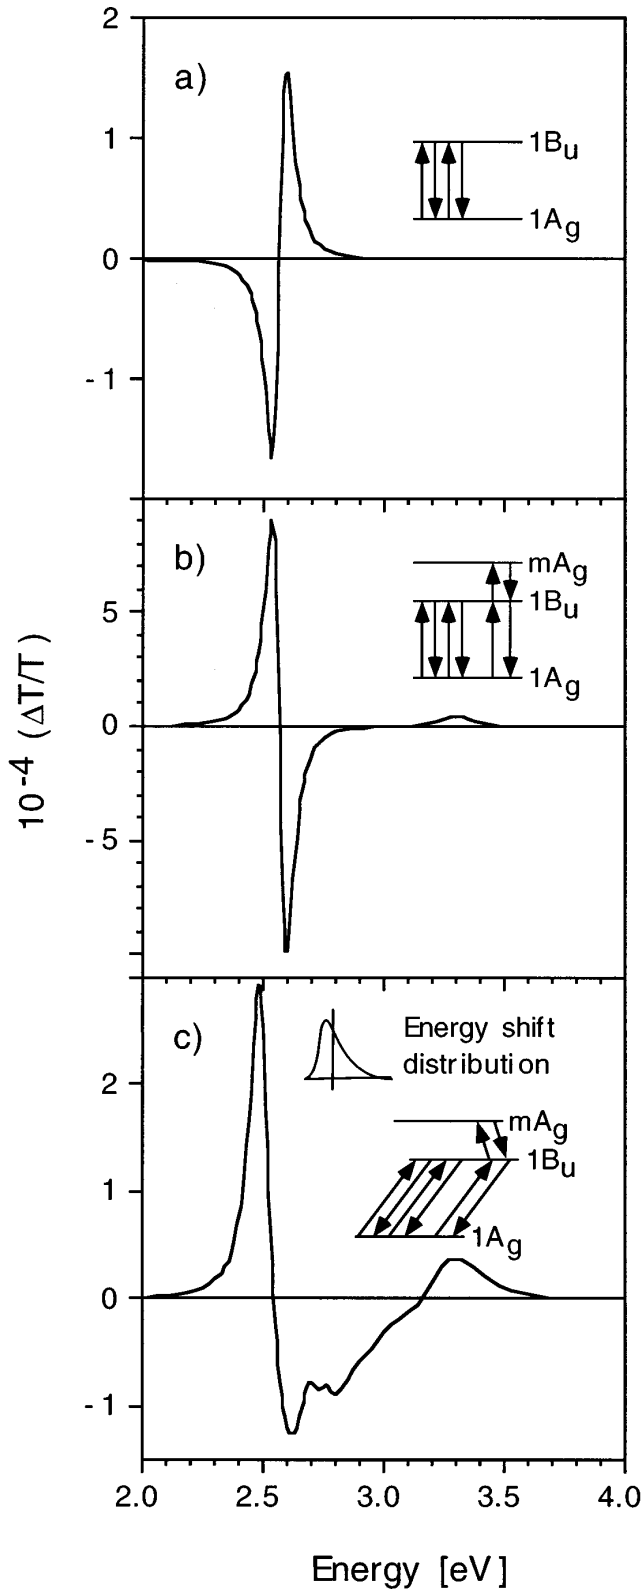 2
a)
1
1Bu
1Ag
0
- 1
b)
mAg
1Bu
5
1Ag
0
10-4 (ΔT/T)
- 5
c)
Energy shift
distribution
2
mAg
1Bu
1
1Ag
0
- 1
2.0 2.5 3.0 3.5 4.0
Energy [eV]